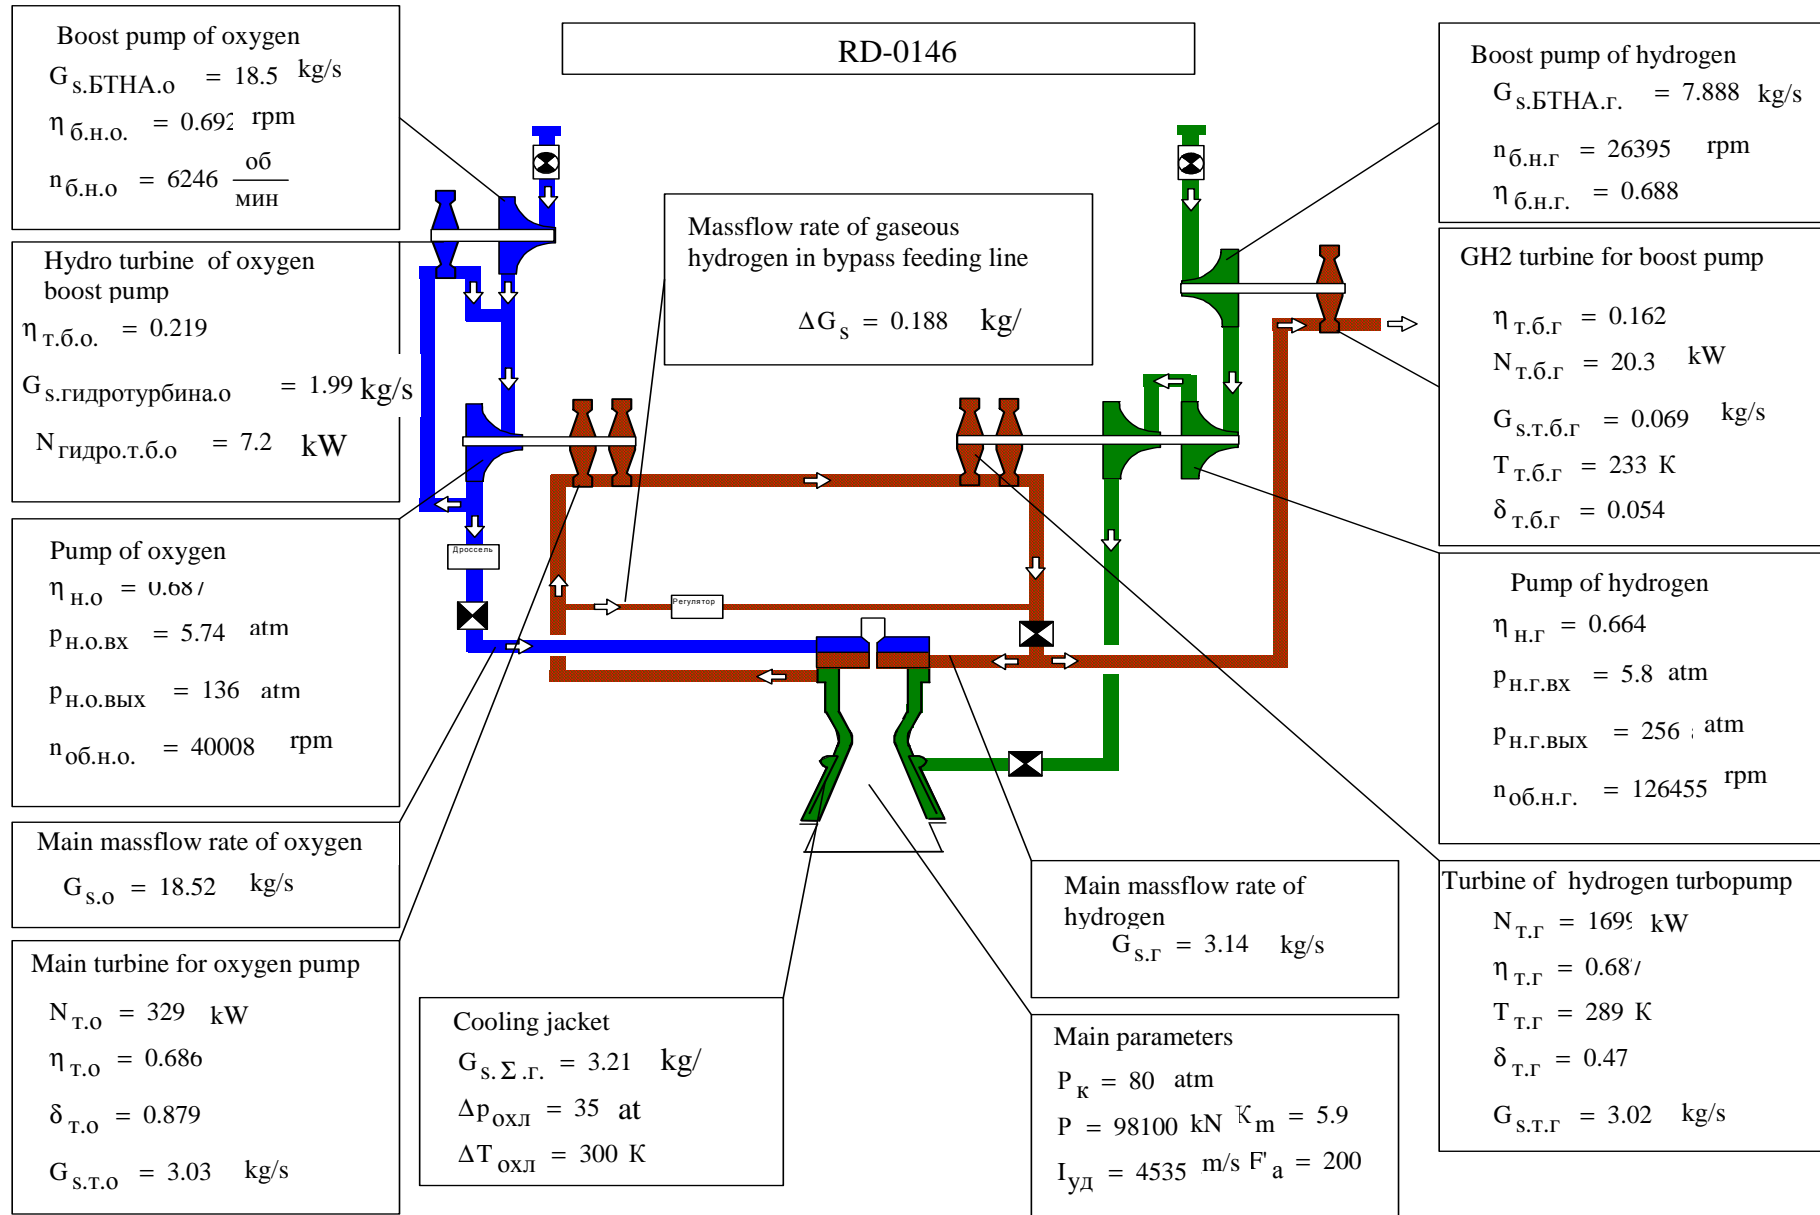 RD-0146
Boost pump of oxygen
G s.БТНА.о = 18.5 kg/s
η б.н.о. = 0.692 rpm
n б.н.о = 6246 об/мин
Hydro turbine of oxygen
boost pump
η т.б.о. = 0.219
G s.гидротурбина.о = 1.99 kg/s
N гидро.т.б.о = 7.2 kW
Pump of oxygen
η н.о = 0.687
p н.о.вх = 5.74 atm
p н.о.вых = 136 atm
n об.н.о. = 40008 rpm
Main massflow rate of oxygen
G s.о = 18.52 kg/s
Main turbine for oxygen pump
N т.о = 329 kW
η т.о = 0.686
δ т.о = 0.879
G s.т.о = 3.03 kg/s
Massflow rate of gaseous
hydrogen in bypass feeding line
ΔG s = 0.188 kg/
Дроссель
Регулятор
Cooling jacket
G s.Σ.г. = 3.21 kg/
Δp охл = 35 at
ΔT охл = 300 К
Main massflow rate of
hydrogen
G s.г = 3.14 kg/s
Main parameters
P к = 80 atm
P = 98100 kN K m = 5.9
I уд = 4535 m/s F' a = 200
Boost pump of hydrogen
G s.БТНА.г. = 7.888 kg/s
n б.н.г = 26395 rpm
η б.н.г. = 0.688
GH2 turbine for boost pump
η т.б.г = 0.162
N т.б.г = 20.3 kW
G s.т.б.г = 0.069 kg/s
T т.б.г = 233 К
δ т.б.г = 0.054
Pump of hydrogen
η н.г = 0.664
p н.г.вх = 5.8 atm
p н.г.вых = 256 atm
n об.н.г. = 126455 rpm
Turbine of hydrogen turbopump
N т.г = 1699 kW
η т.г = 0.687
T т.г = 289 К
δ т.г = 0.47
G s.т.г = 3.02 kg/s